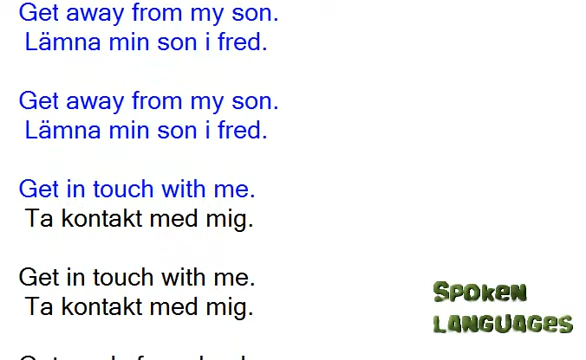 Get away from my son.
Lämna min son i fred.
Get away from my son.
Lämna min son i fred.
Get in touch with me.
Ta kontakt med mig.
Get in touch with me.
Ta kontakt med mig.
Spoken
Languages